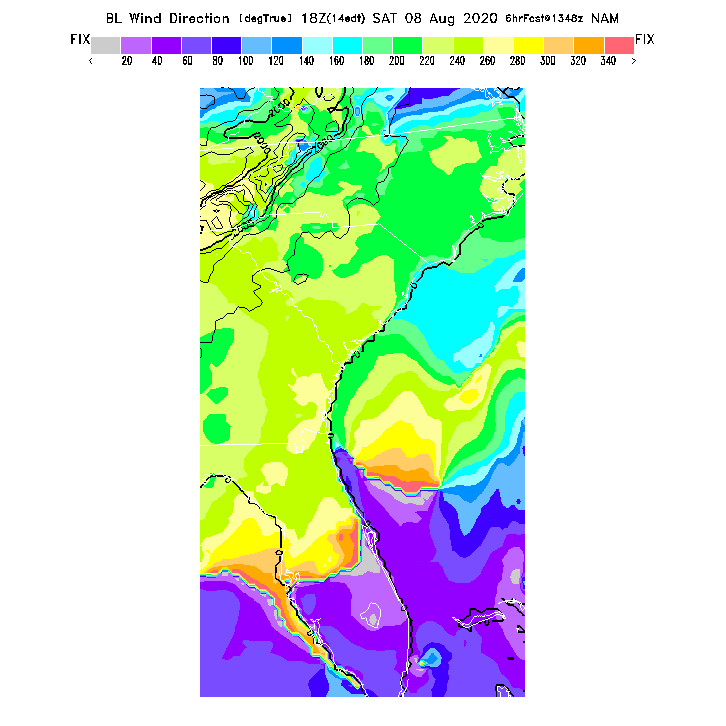 BL Wind Direction [degTrue] 18Z(14edt) SAT 08 Aug 2020 6hrFcst@1348z NAM
FIX FIX
< 20 40 60 80 100 120 140 160 180 200 220 240 260 280 300 320 340 >